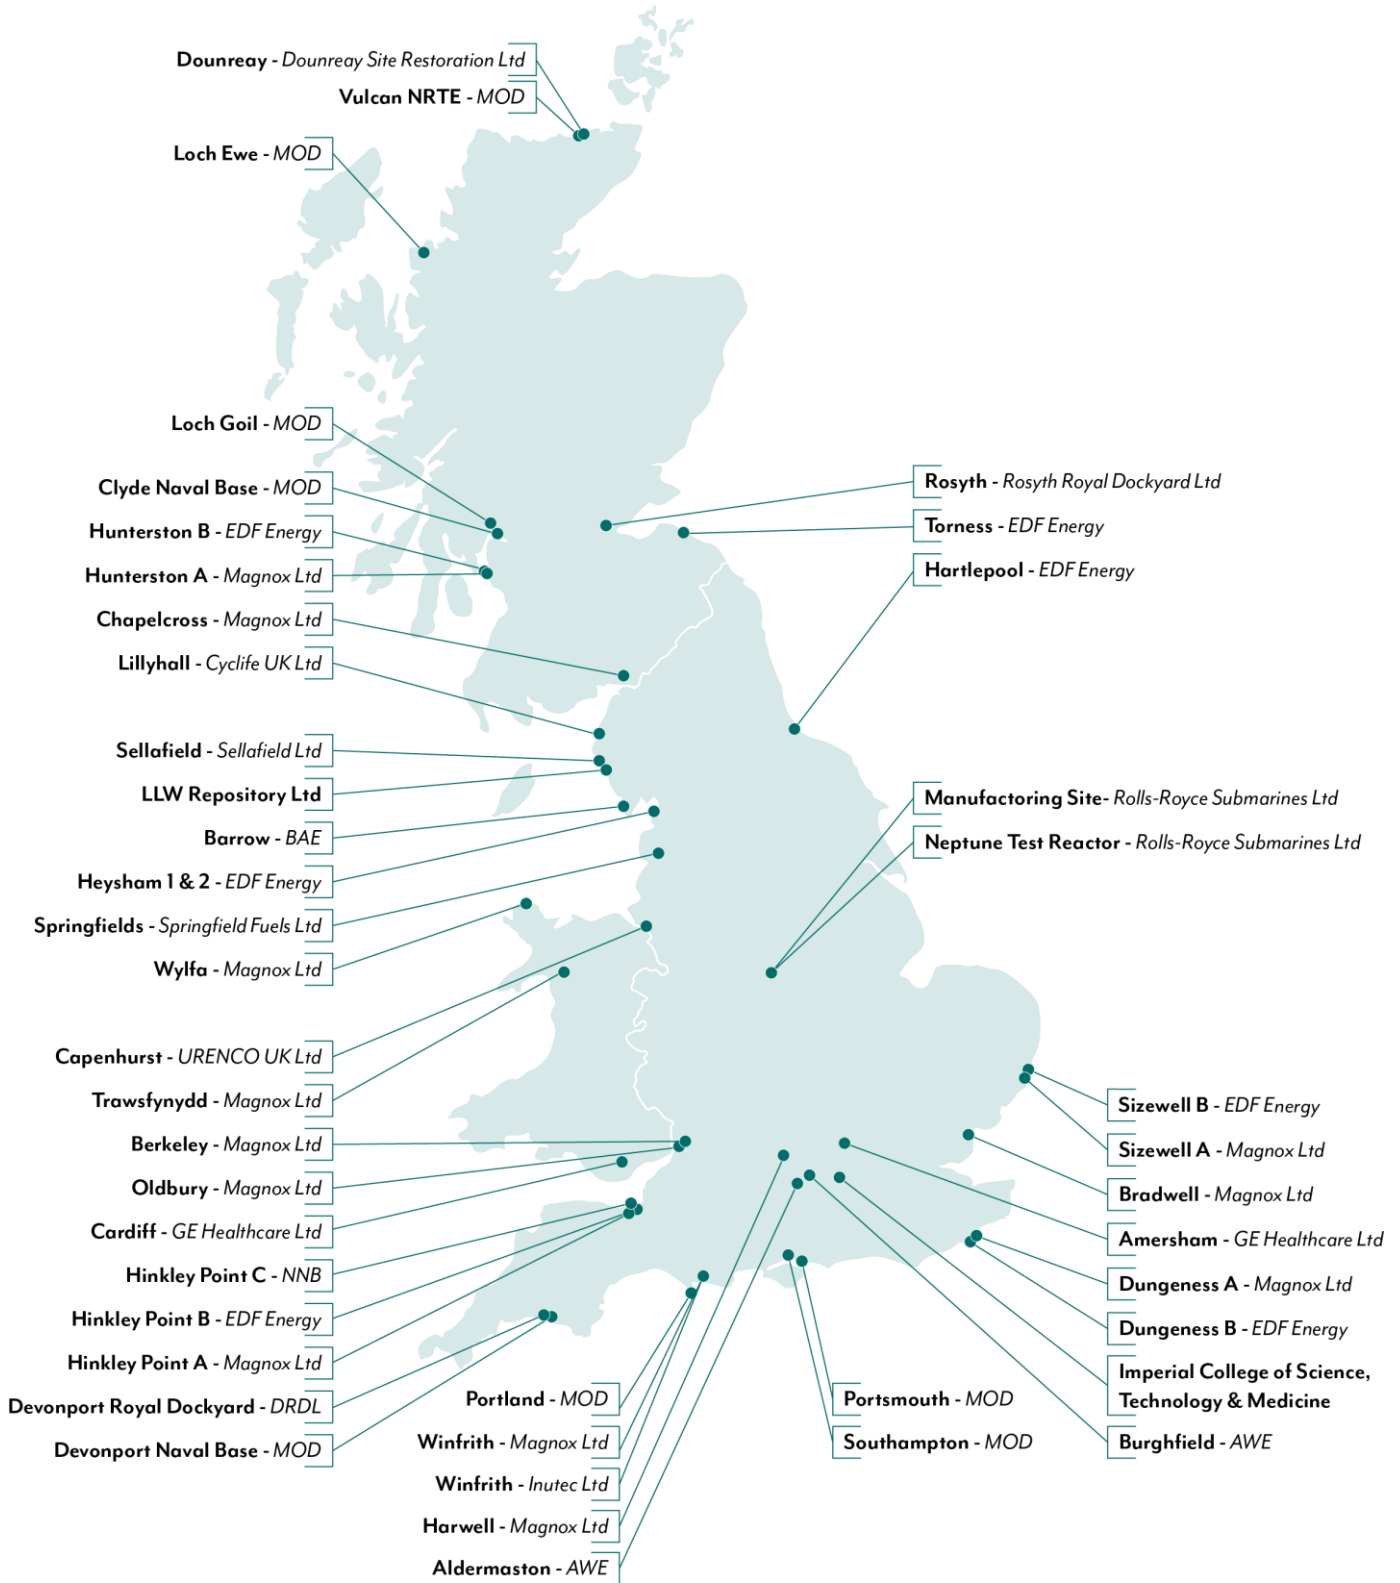 Dounreay - Dounreay Site Restoration Ltd
Vulcan NRTE - MOD
Loch Ewe - MOD
Loch Goil - MOD
Clyde Naval Base - MOD
Hunterston B - EDF Energy
Hunterston A - Magnox Ltd
Chapelcross - Magnox Ltd
Lillyhall - Cyclife UK Ltd
Sellafield - Sellafield Ltd
LLW Repository Ltd
Barrow - BAE
Heysham 1 & 2 - EDF Energy
Springfields - Springfield Fuels Ltd
Wylfa - Magnox Ltd
Capenhurst - URENCO UK Ltd
Trawsfynydd - Magnox Ltd
Berkeley - Magnox Ltd
Oldbury - Magnox Ltd
Cardiff - GE Healthcare Ltd
Hinkley Point C - NNB
Hinkley Point B - EDF Energy
Hinkley Point A - Magnox Ltd
Devonport Royal Dockyard - DRDL
Devonport Naval Base - MOD
Portland - MOD
Winfrith - Magnox Ltd
Winfrith - Inutec Ltd
Harwell - Magnox Ltd
Aldermaston - AWE
Rosyth - Rosyth Royal Dockyard Ltd
Torness - EDF Energy
Hartlepool - EDF Energy
Manufactoring Site- Rolls-Royce Submarines Ltd
Neptune Test Reactor - Rolls-Royce Submarines Ltd
Sizewell B - EDF Energy
Sizewell A - Magnox Ltd
Bradwell - Magnox Ltd
Amersham - GE Healthcare Ltd
Dungeness A - Magnox Ltd
Dungeness B - EDF Energy
Imperial College of Science,
Technology & Medicine
Burghfield - AWE
Portsmouth - MOD
Southampton - MOD